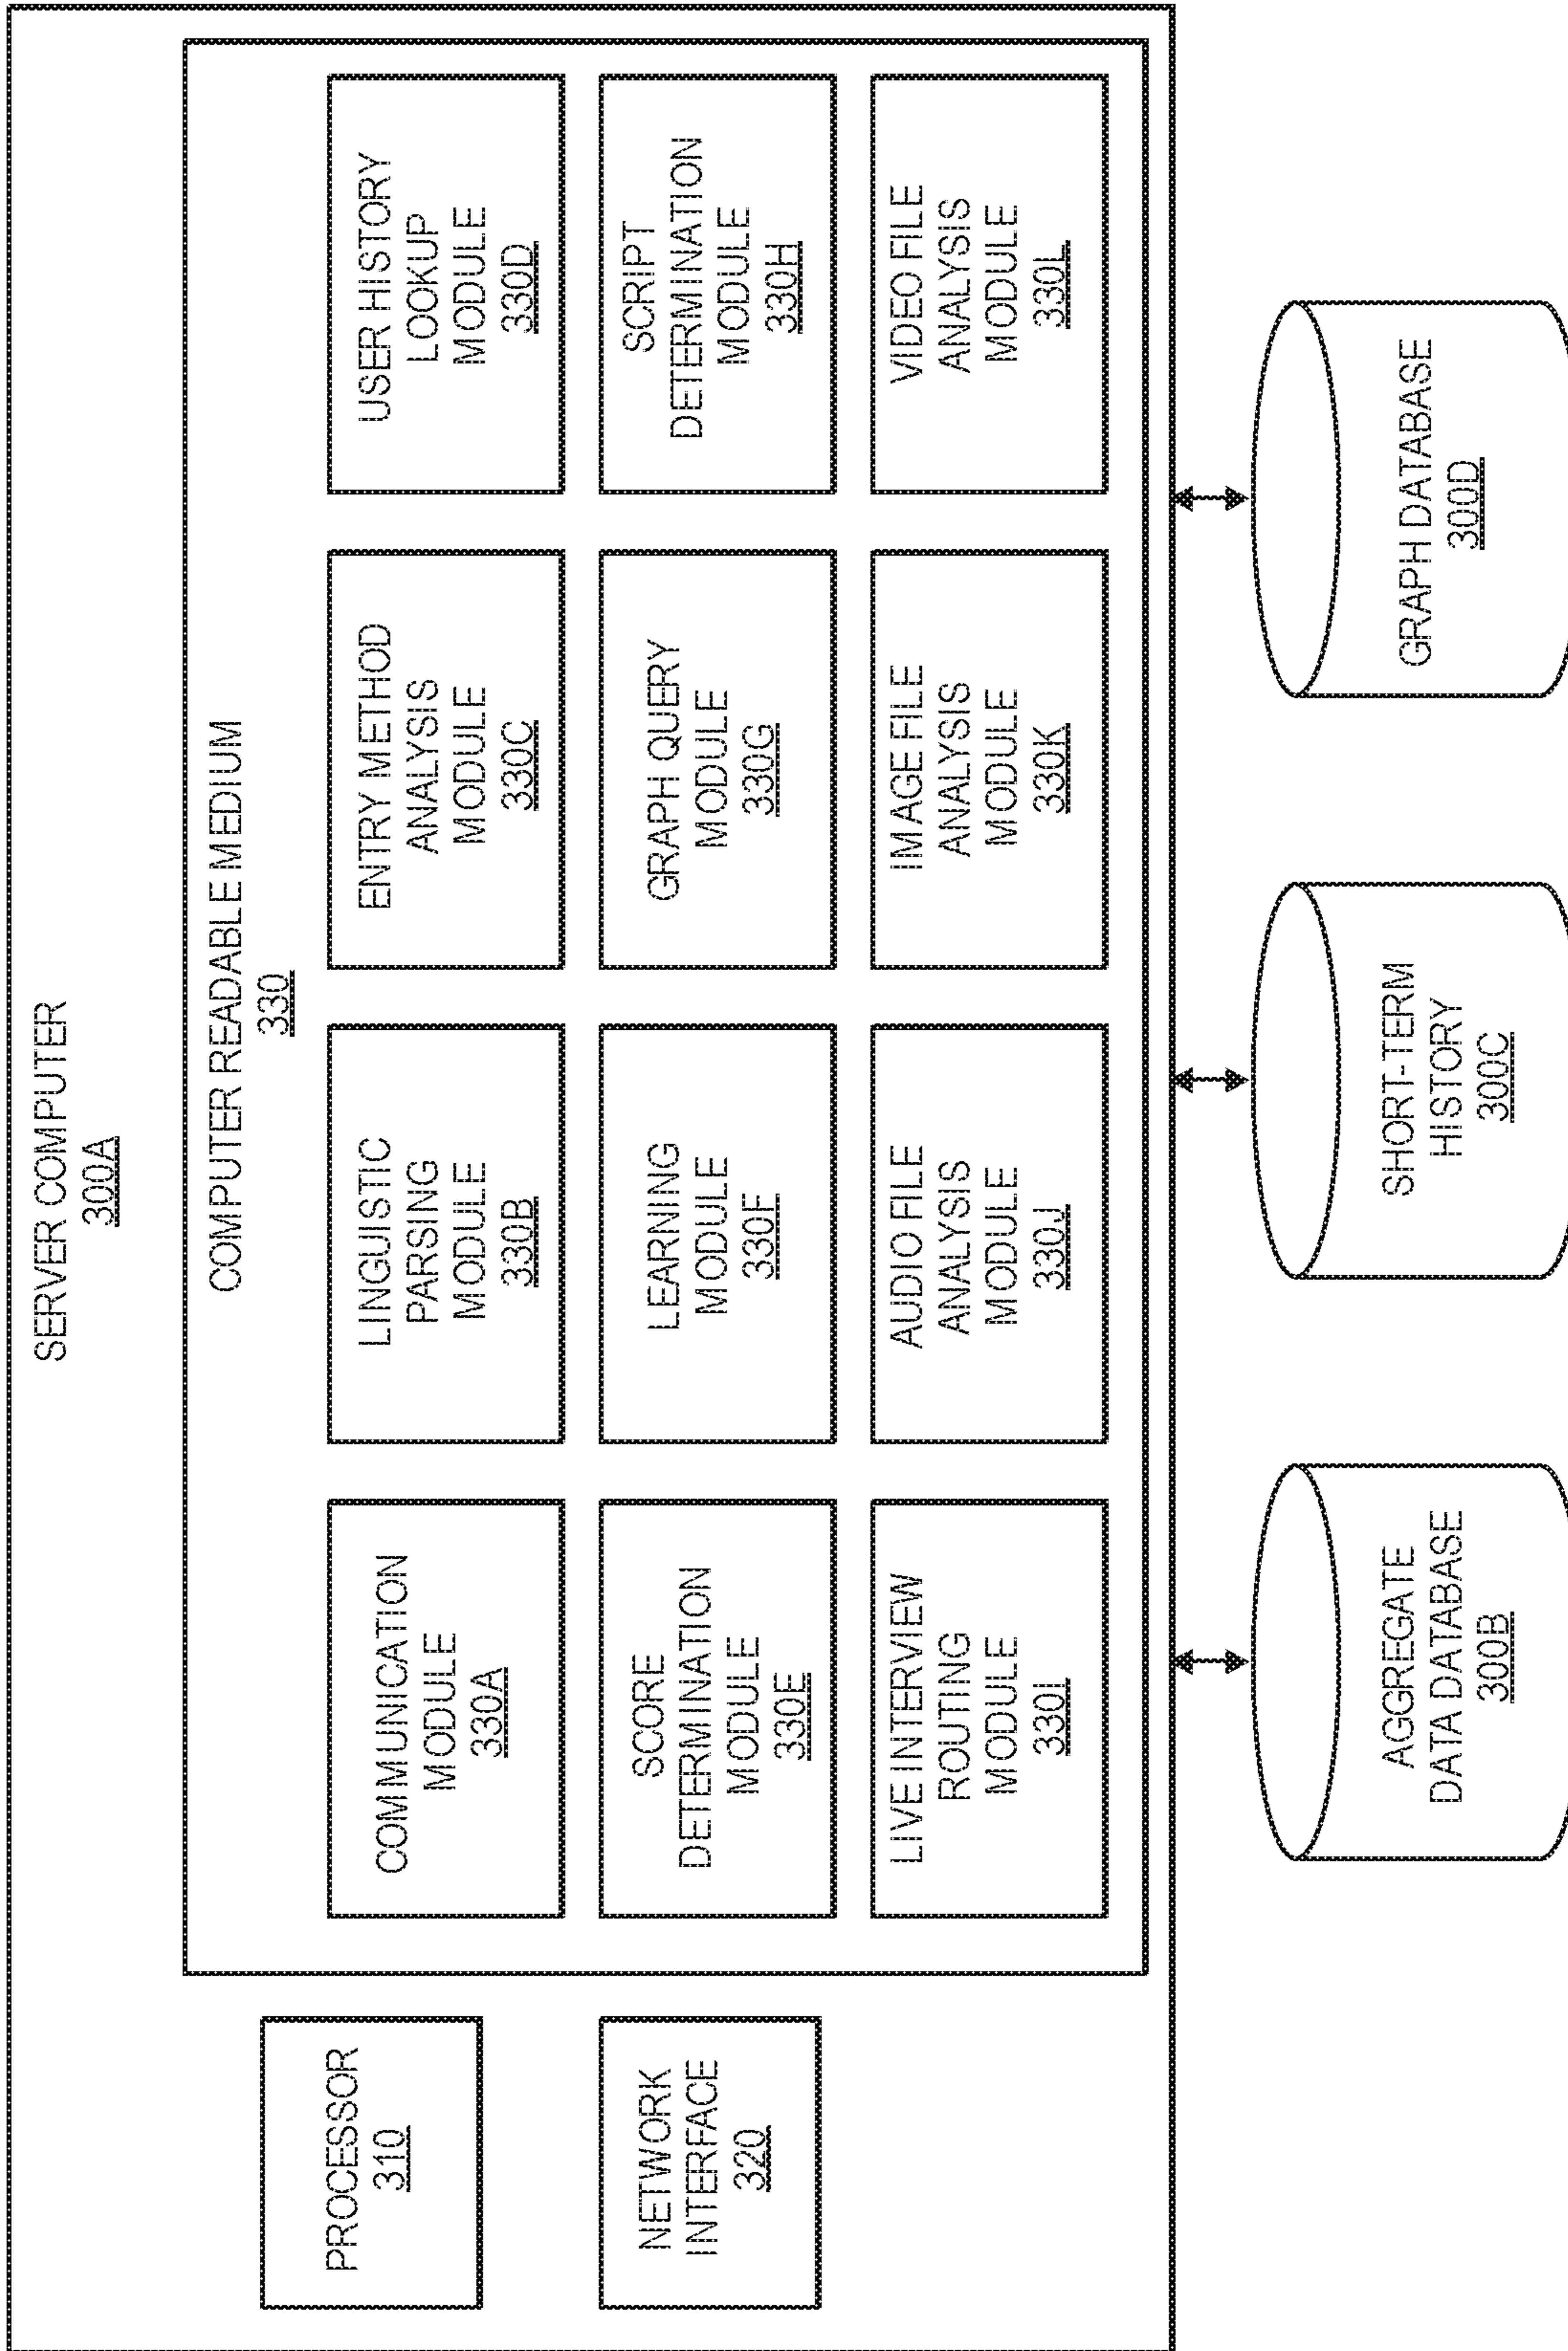 SERVER COMPUTER
300A
PROCESSOR
310
NETWORK
INTERFACE
320
COMPUTER READABLE MEDIUM
330
COMMUNICATION
MODULE
330A
LINGUISTIC
PARSING
MODULE
330B
ENTRY METHOD
ANALYSIS
MODULE
330C
USER HISTORY
LOOKUP
MODULE
330D
SCORE
DETERMINATION
MODULE
330E
LEARNING
MODULE
330F
GRAPH QUERY
MODULE
330G
SCRIPT
DETERMINATION
MODULE
330H
LIVE INTERVIEW
ROUTING
MODULE
330I
AUDIO FILE
ANALYSIS
MODULE
330J
IMAGE FILE
ANALYSIS
MODULE
330K
VIDEO FILE
ANALYSIS
MODULE
330L
AGGREGATE
DATA DATABASE
300B
SHORT-TERM
HISTORY
300C
GRAPH DATABASE
300D